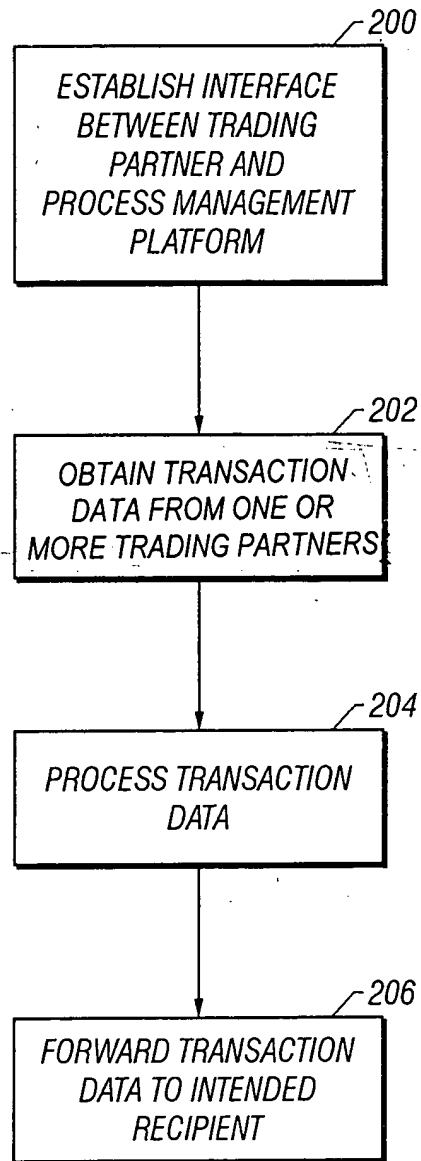 200
ESTABLISH INTERFACE
BETWEEN TRADING
PARTNER AND
PROCESS MANAGEMENT
PLATFORM
202
OBTAIN TRANSACTION
DATA FROM ONE OR
MORE TRADING PARTNERS
204
PROCESS TRANSACTION
DATA
206
FORWARD TRANSACTION
DATA TO INTENDED
RECIPIENT